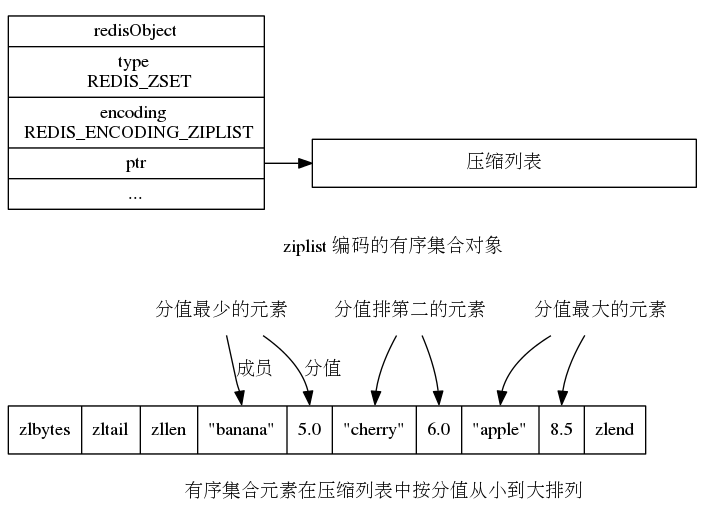 redisObject
type
REDIS_ZSET
encoding
REDIS_ENCODING_ZIPLIST
ptr
...
压缩列表
ziplist 编码的有序集合对象
分值最少的元素 分值排第二的元素 分值最大的元素
成员 分值
zlbytes zltail zllen "banana" 5.0 "cherry" 6.0 "apple" 8.5 zlend
有序集合元素在压缩列表中按分值从小到大排列